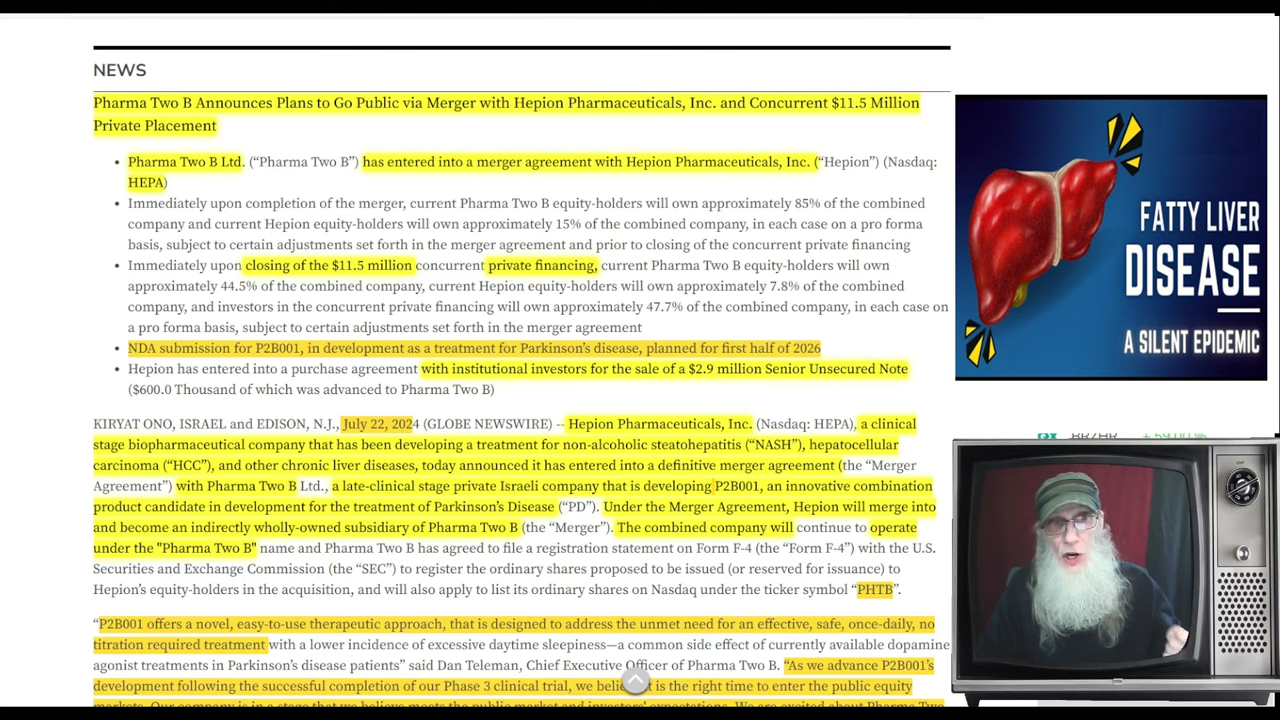 NEWS
Pharma Two B Announces Plans to Go Public via Merger with Hepion Pharmaceuticals, Inc. and Concurrent $11.5 Million
Private Placement
• Pharma Two B Ltd. (“Pharma Two B”) has entered into a merger agreement with Hepion Pharmaceuticals, Inc. (“Hepion”) (Nasdaq:
HEPA)
• Immediately upon completion of the merger, current Pharma Two B equity-holders will own approximately 85% of the combined
company and current Hepion equity-holders will own approximately 15% of the combined company, in each case on a pro forma
basis, subject to certain adjustments set forth in the merger agreement and prior to closing of the concurrent private financing
• Immediately upon closing of the $11.5 million concurrent private financing, current Pharma Two B equity-holders will own
approximately 44.5% of the combined company, current Hepion equity-holders will own approximately 7.8% of the combined
company, and investors in the concurrent private financing will own approximately 47.7% of the combined company, in each case on
a pro forma basis, subject to certain adjustments set forth in the merger agreement
• NDA submission for P2B001, in development as a treatment for Parkinson’s disease, planned for first half of 2026
• Hepion has entered into a purchase agreement with institutional investors for the sale of a $2.9 million Senior Unsecured Note
($600.0 Thousand of which was advanced to Pharma Two B)
KIRYAT ONO, ISRAEL and EDISON, N.J., July 22, 2024 (GLOBE NEWSWIRE) -- Hepion Pharmaceuticals, Inc. (Nasdaq: HEPA), a clinical
stage biopharmaceutical company that has been developing a treatment for non-alcoholic steatohepatitis (“NASH”), hepatocellular
carcinoma (“HCC”), and other chronic liver diseases, today announced it has entered into a definitive merger agreement (the “Merger
Agreement”) with Pharma Two B Ltd., a late-clinical stage private Israeli company that is developing P2B001, an innovative combination
product candidate in development for the treatment of Parkinson’s Disease (“PD”). Under the Merger Agreement, Hepion will merge into
and become an indirectly wholly-owned subsidiary of Pharma Two B (the “Merger”). The combined company will continue to operate
under the "Pharma Two B" name and Pharma Two B has agreed to file a registration statement on Form F-4 (the “Form F-4”) with the U.S.
Securities and Exchange Commission (the “SEC”) to register the ordinary shares proposed to be issued (or reserved for issuance) to
Hepion’s equity-holders in the acquisition, and will also apply to list its ordinary shares on Nasdaq under the ticker symbol “PHTB”.
“P2B001 offers a novel, easy-to-use therapeutic approach, that is designed to address the unmet need for an effective, safe, once-daily, no
titration required treatment with a lower incidence of excessive daytime sleepiness—a common side effect of currently available dopamine
agonist treatments in Parkinson’s disease patients” said Dan Teleman, Chief Executive Officer of Pharma Two B. “As we advance P2B001’s
development following the successful completion of our Phase 3 clinical trial, we is the right time to enter the public equity
FATTY LIVER
DISEASE
A SILENT EPIDEMIC